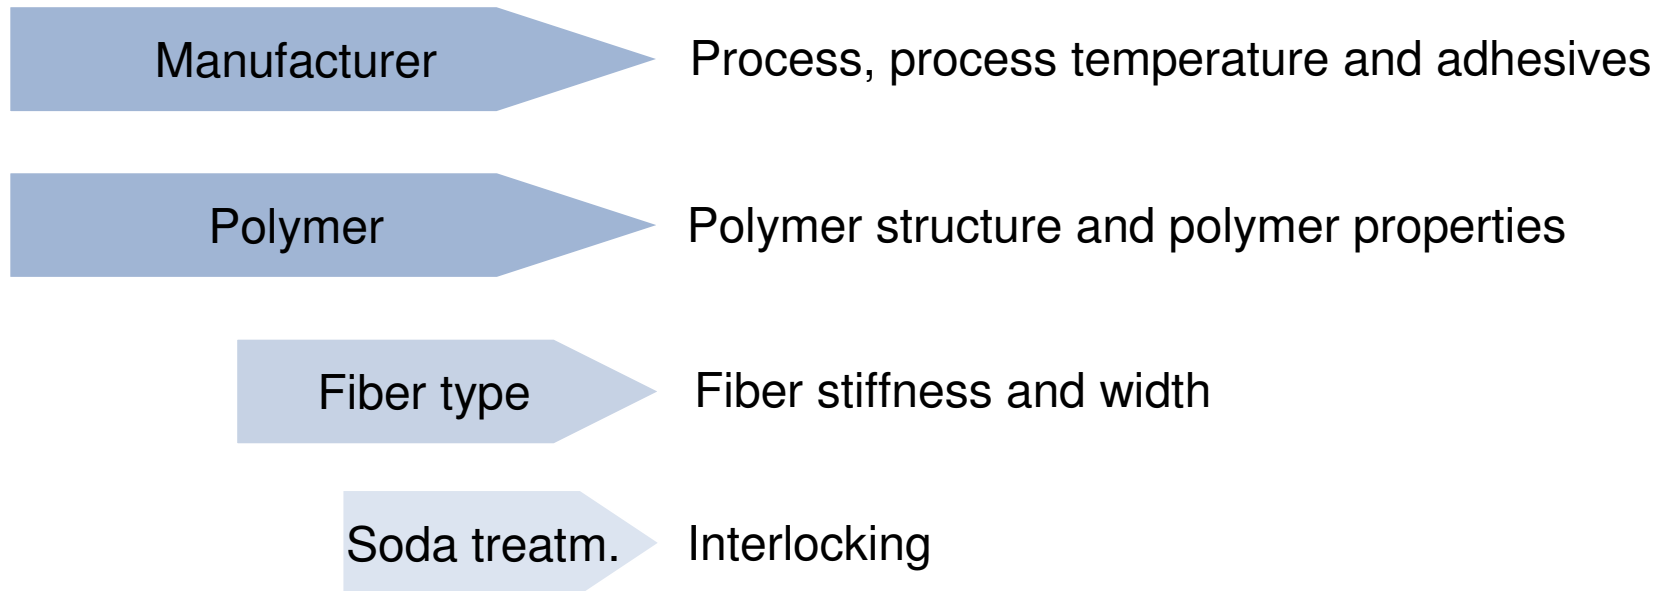 Manufacturer Process, process temperature and adhesives
Polymer Polymer structure and polymer properties
Fiber type Fiber stiffness and width
Soda treatm. Interlocking